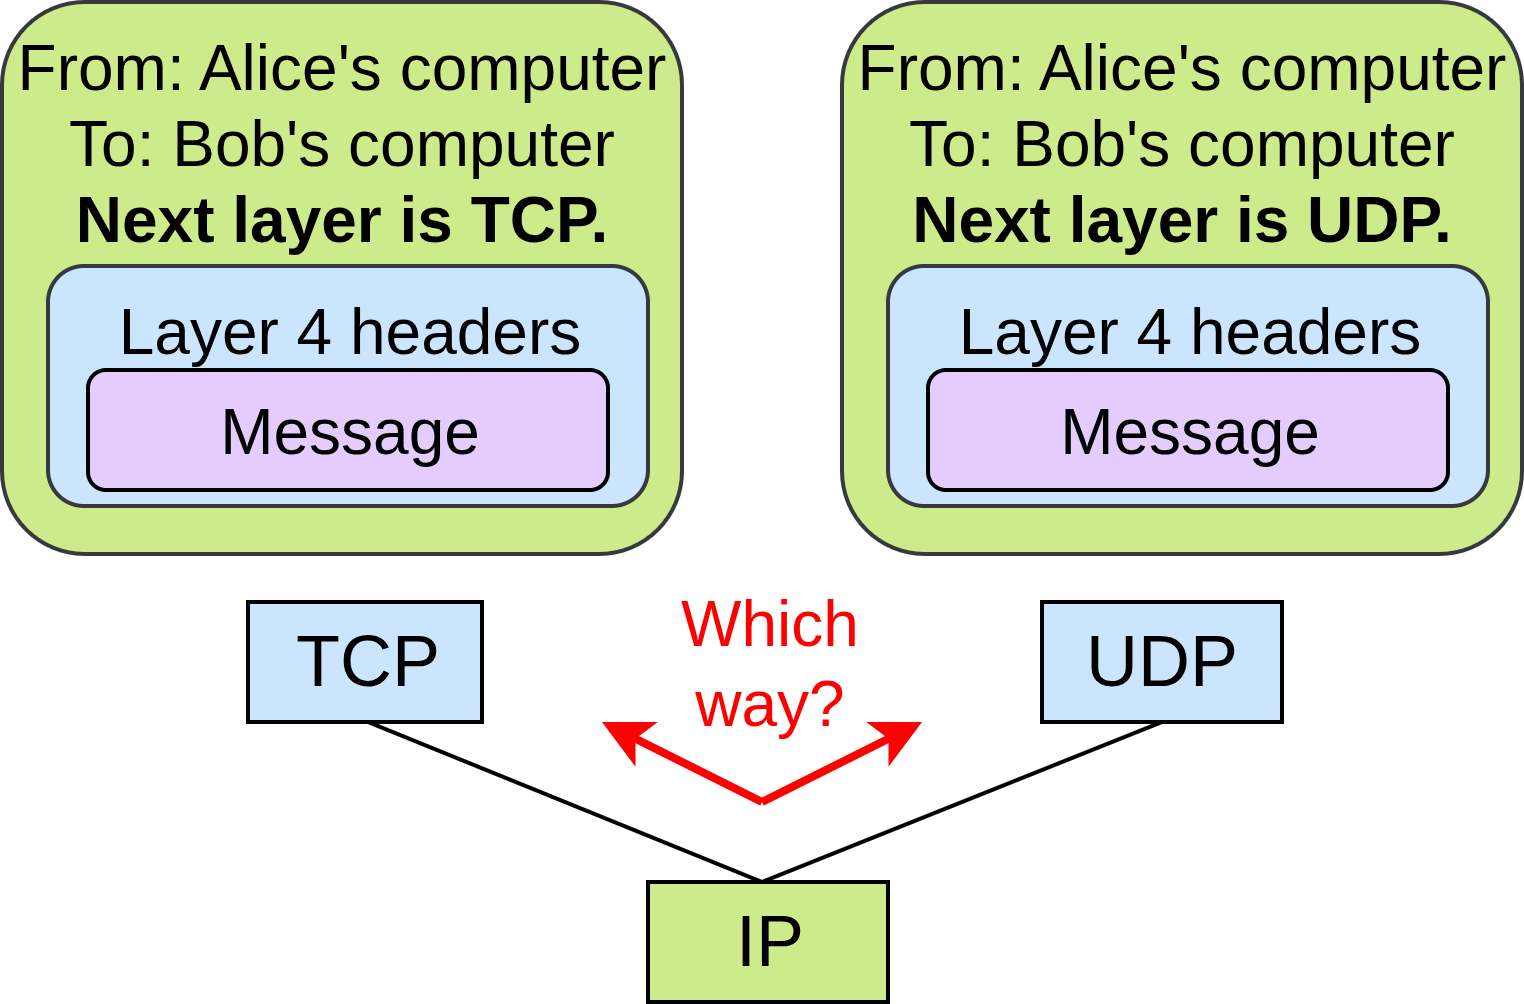 From: Alice's computer
To: Bob's computer
Next layer is TCP.
Layer 4 headers
Message
From: Alice's computer
To: Bob's computer
Next layer is UDP.
Layer 4 headers
Message
TCP
Which
way?
UDP
IP